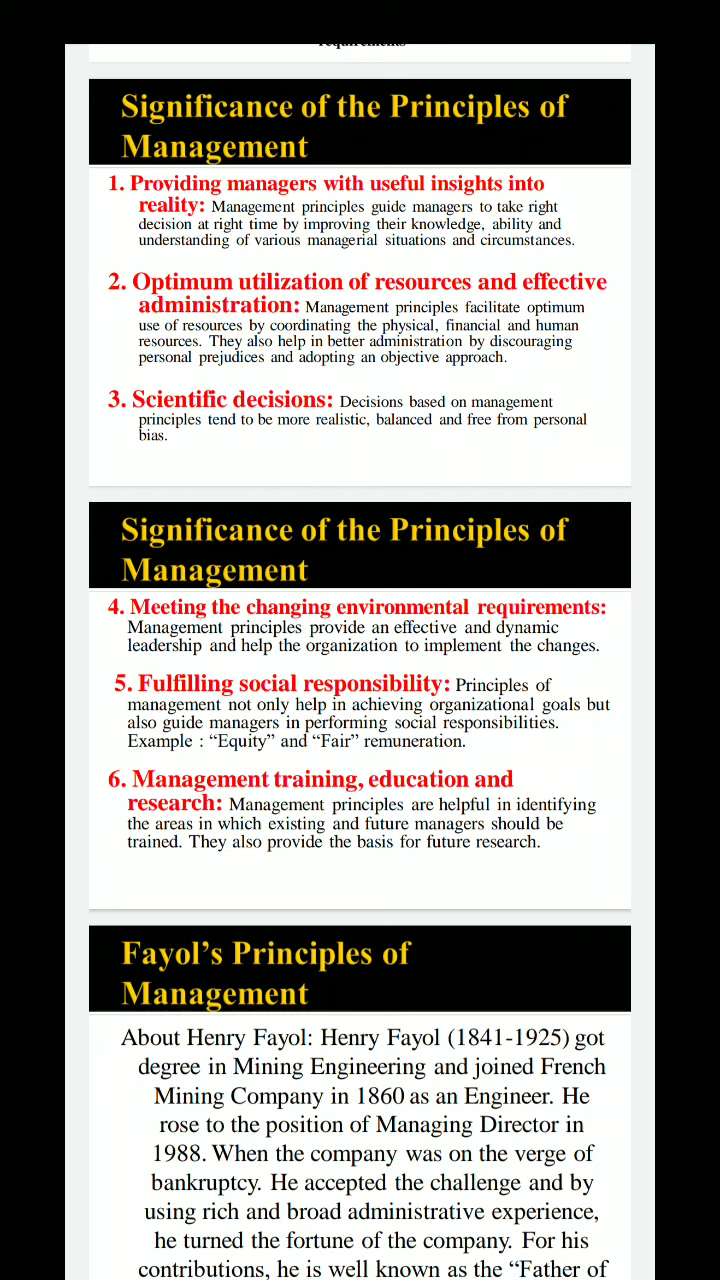 requirements
Significance of the Principles of
Management
1. Providing managers with useful insights into
reality: Management principles guide managers to take right
decision at right time by improving their knowledge, ability and
understanding of various managerial situations and circumstances.
2. Optimum utilization of resources and effective
administration: Management principles facilitate optimum
use of resources by coordinating the physical, financial and human
resources. They also help in better administration by discouraging
personal prejudices and adopting an objective approach.
3. Scientific decisions: Decisions based on management
principles tend to be more realistic, balanced and free from personal
bias.
Significance of the Principles of
Management
4. Meeting the changing environmental requirements:
Management principles provide an effective and dynamic
leadership and help the organization to implement the changes.
5. Fulfilling social responsibility: Principles of
management not only help in achieving organizational goals but
also guide managers in performing social responsibilities.
Example : “Equity” and “Fair” remuneration.
6. Management training, education and
research: Management principles are helpful in identifying
the areas in which existing and future managers should be
trained. They also provide the basis for future research.
Fayol’s Principles of
Management
About Henry Fayol: Henry Fayol (1841-1925) got
degree in Mining Engineering and joined French
Mining Company in 1860 as an Engineer. He
rose to the position of Managing Director in
1988. When the company was on the verge of
bankruptcy. He accepted the challenge and by
using rich and broad administrative experience,
he turned the fortune of the company. For his
contributions, he is well known as the “Father of